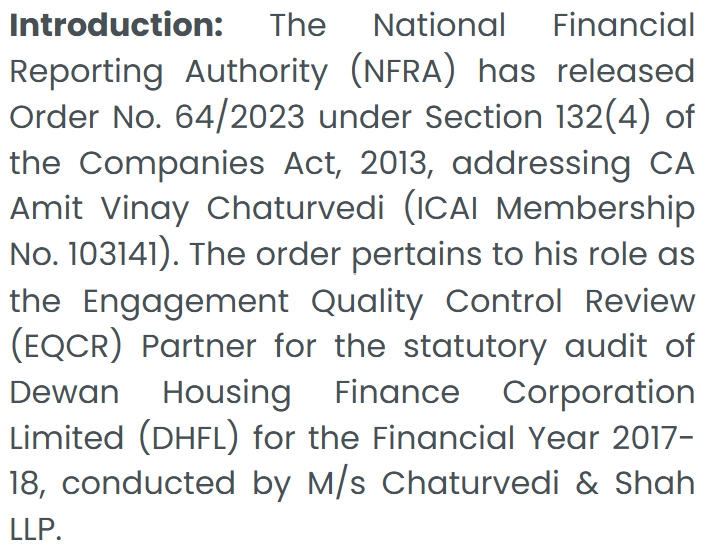 Introduction: The National Financial
Reporting Authority (NFRA) has released
Order No. 64/2023 under Section 132(4) of
the Companies Act, 2013, addressing CA
Amit Vinay Chaturvedi (ICAI Membership
No. 103141). The order pertains to his role as
the Engagement Quality Control Review
(EQCR) Partner for the statutory audit of
Dewan Housing Finance Corporation
Limited (DHFL) for the Financial Year 2017-
18, conducted by M/s Chaturvedi & Shah
LLP.